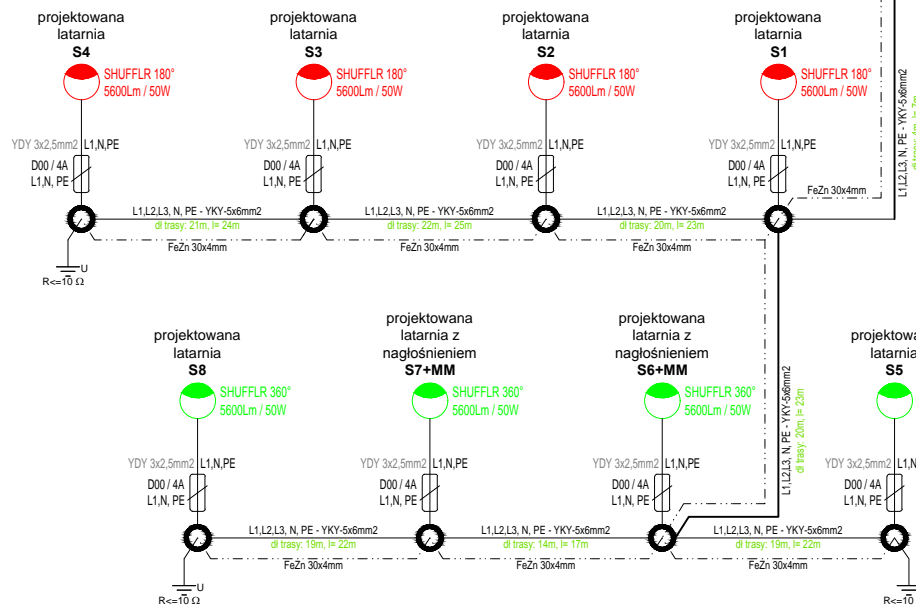 projektowana
latarnia
S4
projektowana
latarnia
S3
projektowana
latarnia
S2
projektowana
latarnia
S1
SHUFFLR 180°
5600Lm / 50W
SHUFFLR 180°
5600Lm / 50W
SHUFFLR 180°
5600Lm / 50W
SHUFFLR 180°
5600Lm / 50W
YDY 3x2,5mm2 L1,N,PE
YDY 3x2,5mm2 L1,N,PE
YDY 3x2,5mm2 L1,N,PE
YDY 3x2,5mm2 L1,N,PE
D00 / 4A
L1,N, PE
D00 / 4A
L1,N, PE
D00 / 4A
L1,N, PE
D00 / 4A
L1,N, PE
L1,L2,L3, N, PE - YKY-5x6mm2
dł trasy: 21m, l= 24m
FeZn 30x4mm
L1,L2,L3, N, PE - YKY-5x6mm2
dł trasy: 22m, l= 25m
FeZn 30x4mm
L1,L2,L3, N, PE - YKY-5x6mm2
dł trasy: 20m, l= 23m
FeZn 30x4mm
FeZn 30x4mm
L1,L2,L3, N, PE - YKY-5x6mm2
dł trasy: 4m, l= 7m
U
R<=10 Ω
projektowana
latarnia
S8
projektowana
latarnia z
nagłośnieniem
S7+MM
projektowana
latarnia z
nagłośnieniem
S6+MM
projektowa
latarnia
S5
SHUFFLR 360°
5600Lm / 50W
SHUFFLR 360°
5600Lm / 50W
SHUFFLR 360°
5600Lm / 50W
L1,L2,L3, N, PE - YKY-5x6mm2
dł trasy: 20m, l= 23m
YDY 3x2,5mm2 L1,N,PE
YDY 3x2,5mm2 L1,N,PE
YDY 3x2,5mm2 L1,N,PE
YDY 3x2,5mm2 L1,N
D00 / 4A
L1,N, PE
D00 / 4A
L1,N, PE
D00 / 4A
L1,N, PE
D00 / 4A
L1,N, PE
L1,L2,L3, N, PE - YKY-5x6mm2
dł trasy: 19m, l= 22m
FeZn 30x4mm
L1,L2,L3, N, PE - YKY-5x6mm2
dł trasy: 14m, l= 17m
FeZn 30x4mm
L1,L2,L3, N, PE - YKY-5x6mm2
dł trasy: 19m, l= 22m
FeZn 30x4mm
U
R<=10 Ω
R<=10